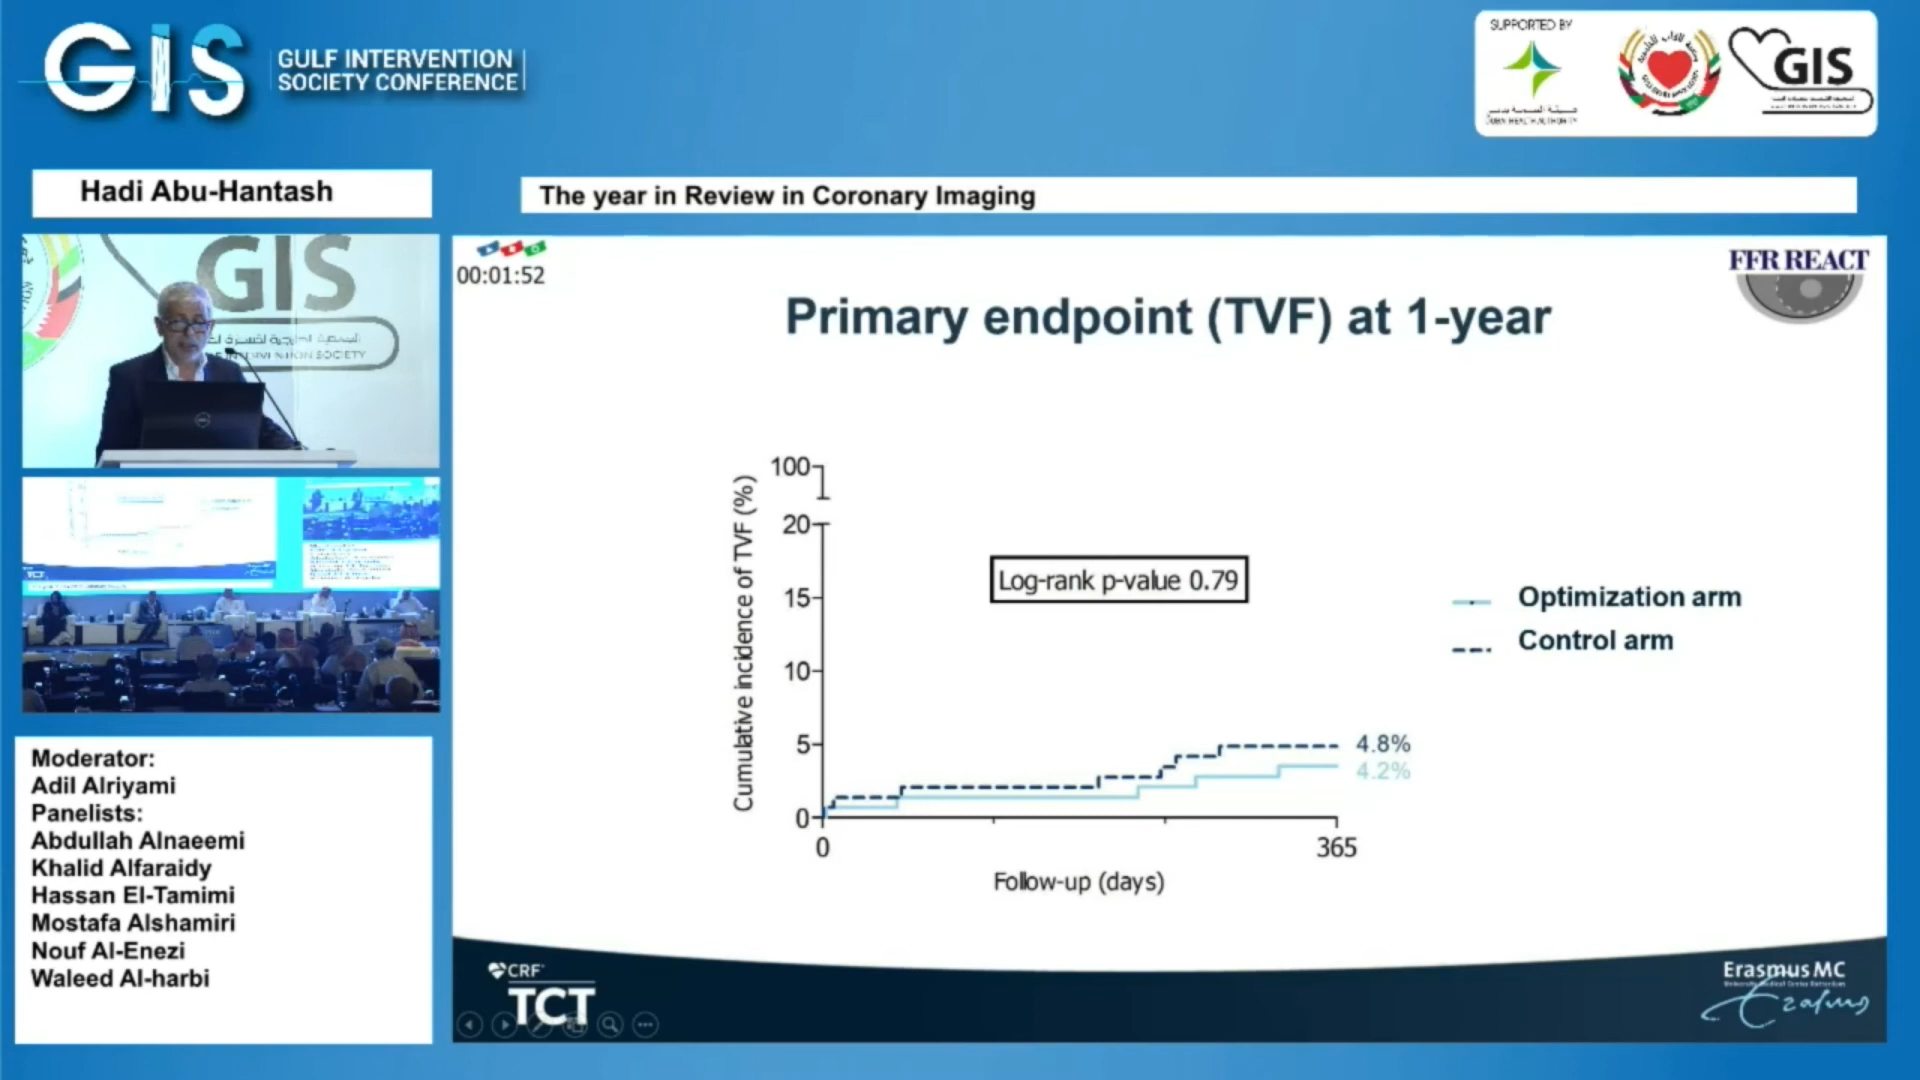 GIS
GULF INTERVENTION
SOCIETY CONFERENCE
SUPPORTED BY
GIS
Hadi Abu-Hantash
The year in Review in Coronary Imaging
GIS
00:01:52
FFR REACT
Primary endpoint (TVF) at 1-year
Cumulative incidence of TVF (%)
100
20
15
10
5
0
Log-rank p-value 0.79
Optimization arm
Control arm
4.8%
4.2%
0
365
Follow-up (days)
Moderator:
Adil Alriyami
Panelists:
Abdullah Alnaeemi
Khalid Alfaraidy
Hassan El-Tamimi
Mostafa Alshamiri
Nouf Al-Enezi
Waleed Al-harbi
CRF
TCT
Erasmus MC